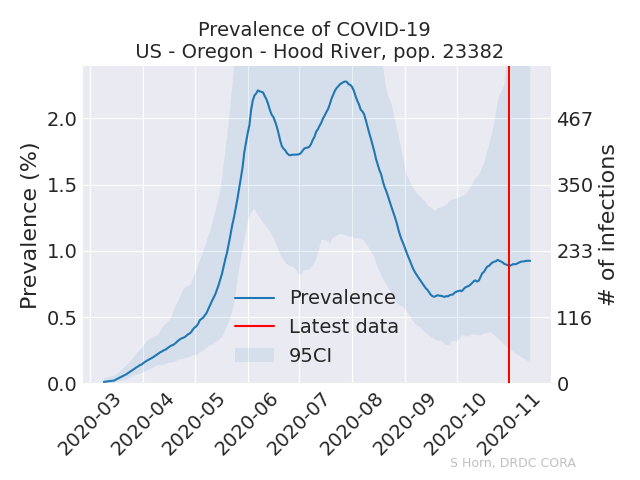 Prevalence of COVID-19
US - Oregon - Hood River, pop. 23382
Prevalence (%)
2.0
1.5
1.0
0.5
0.0
467
350
233
116
0
# of infections
Prevalence
Latest data
95CI
2020-03
2020-04
2020-05
2020-06
2020-07
2020-08
2020-09
2020-10
2020-11
S Horn, DRDC CORA